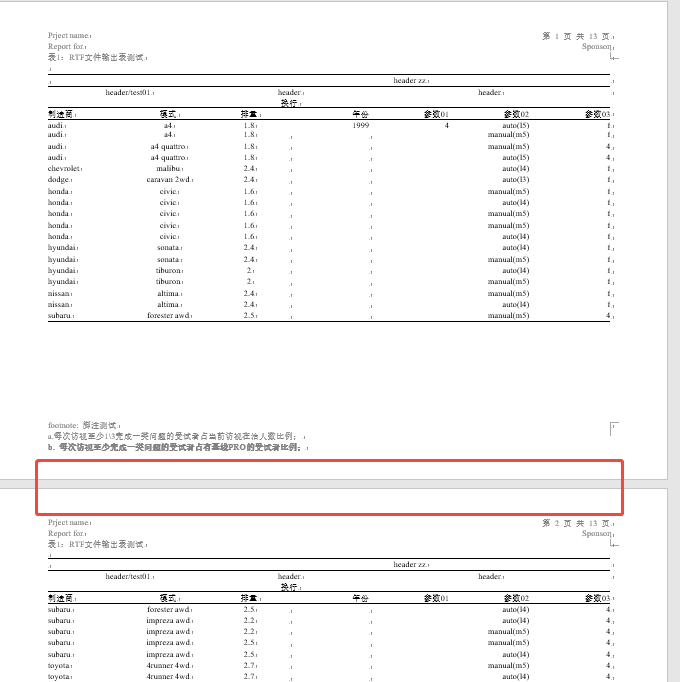 Prject name:
第 1 页 共 13 页
Report for:
Sponson
表1: RTF文件输出表测试
header zz
header/test01 header header
换行
制造商 模式 排量 年份 参数01 参数02 参数03
audi a4 1.8 1999 4 auto(l5) f
audi a4 1.8 manual(m5) f
audi a4 quattro 1.8 manual(m5) 4
audi a4 quattro 1.8 auto(l5) 4
chevrolet malibu 2.4 auto(l4) f
dodge caravan 2wd 2.4 auto(l3) f
honda civic 1.6 manual(m5) f
honda civic 1.6 auto(l4) f
honda civic 1.6 manual(m5) f
honda civic 1.6 manual(m5) f
honda civic 1.6 auto(l4) f
hyundai sonata 2.4 auto(l4) f
hyundai sonata 2.4 manual(m5) f
hyundai tiburon 2 auto(l4) f
hyundai tiburon 2 manual(m5) f
nissan altima 2.4 manual(m5) f
nissan altima 2.4 auto(l4) f
subaru forester awd 2.5 manual(m5) 4
footnote: 脚注测试
a.每次访视至少1\3完成一类问题的受试者占当前访视在治人数比例;
b. 每次访视至少完成一类问题的受试者占有基线PRO的受试者比例;
Prject name:
第 2 页 共 13 页
Report for:
Sponson
表1: RTF文件输出表测试
header zz
header/test01 header header
换行
制造商 模式 排量 年份 参数01 参数02 参数03
subaru forester awd 2.5 auto(l4) 4
subaru impreza awd 2.2 auto(l4) 4
subaru impreza awd 2.2 manual(m5) 4
subaru impreza awd 2.5 manual(m5) 4
subaru impreza awd 2.5 auto(l4) 4
toyota 4runner 4wd 2.7 manual(m5) 4
toyota 4runner 4wd 2.7 auto(l4) 4